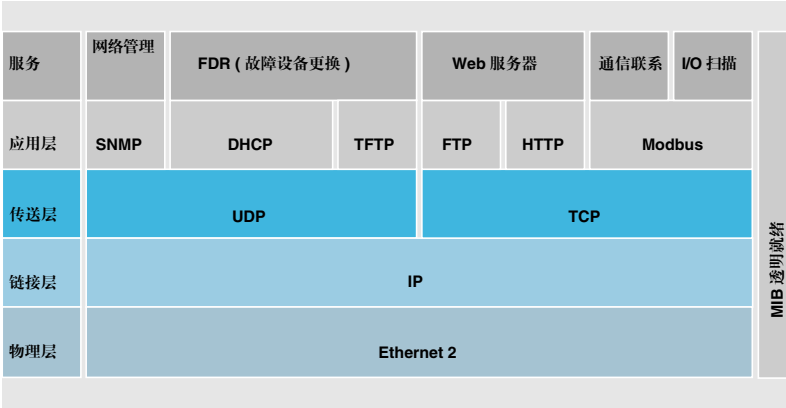 服务 网络管理 FDR ( 故障设备更换 ) Web 服务器 通信联系 I/O 扫描
应用层 SNMP DHCP TFTP FTP HTTP Modbus
传送层 UDP TCP
链接层 IP
物理层 Ethernet 2
MIB 透明就绪